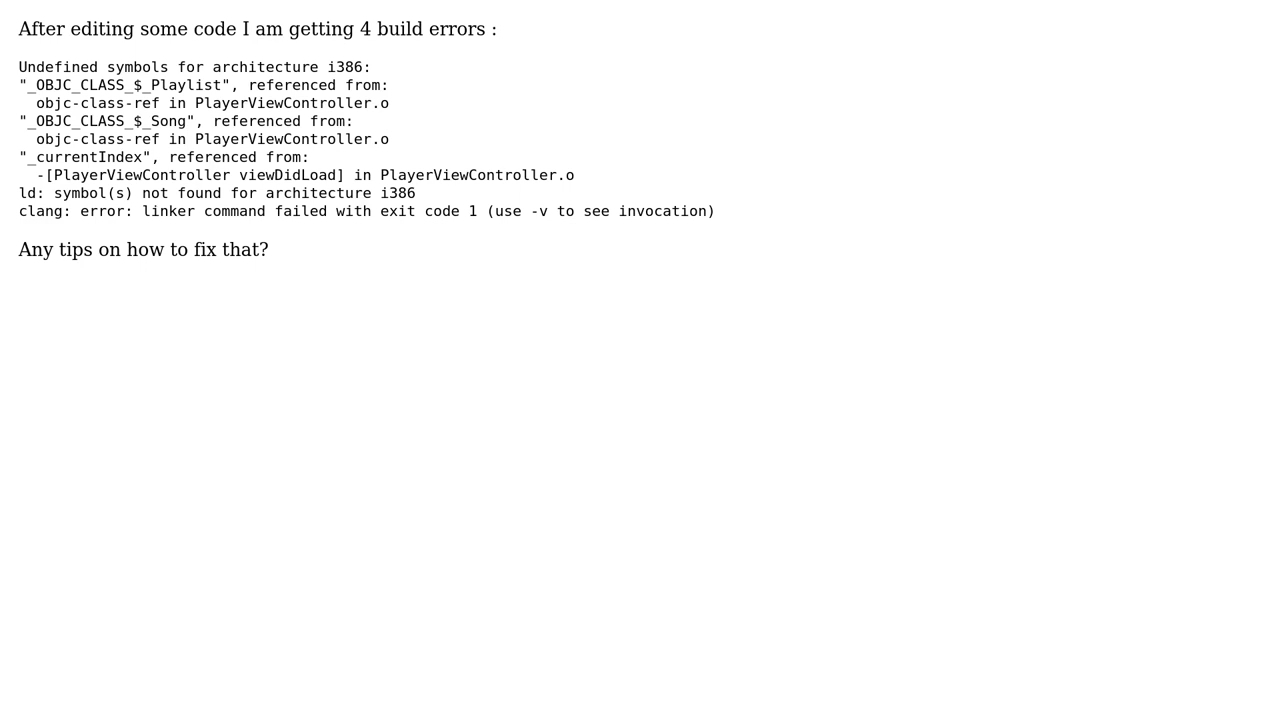 After editing some code I am getting 4 build errors :
Undefined symbols for architecture i386:
"_OBJC_CLASS_$_Playlist", referenced from:
  objc-class-ref in PlayerViewController.o
"_OBJC_CLASS_$_Song", referenced from:
  objc-class-ref in PlayerViewController.o
"_currentIndex", referenced from:
  -[PlayerViewController viewDidLoad] in PlayerViewController.o
ld: symbol(s) not found for architecture i386
clang: error: linker command failed with exit code 1 (use -v to see invocation)
Any tips on how to fix that?